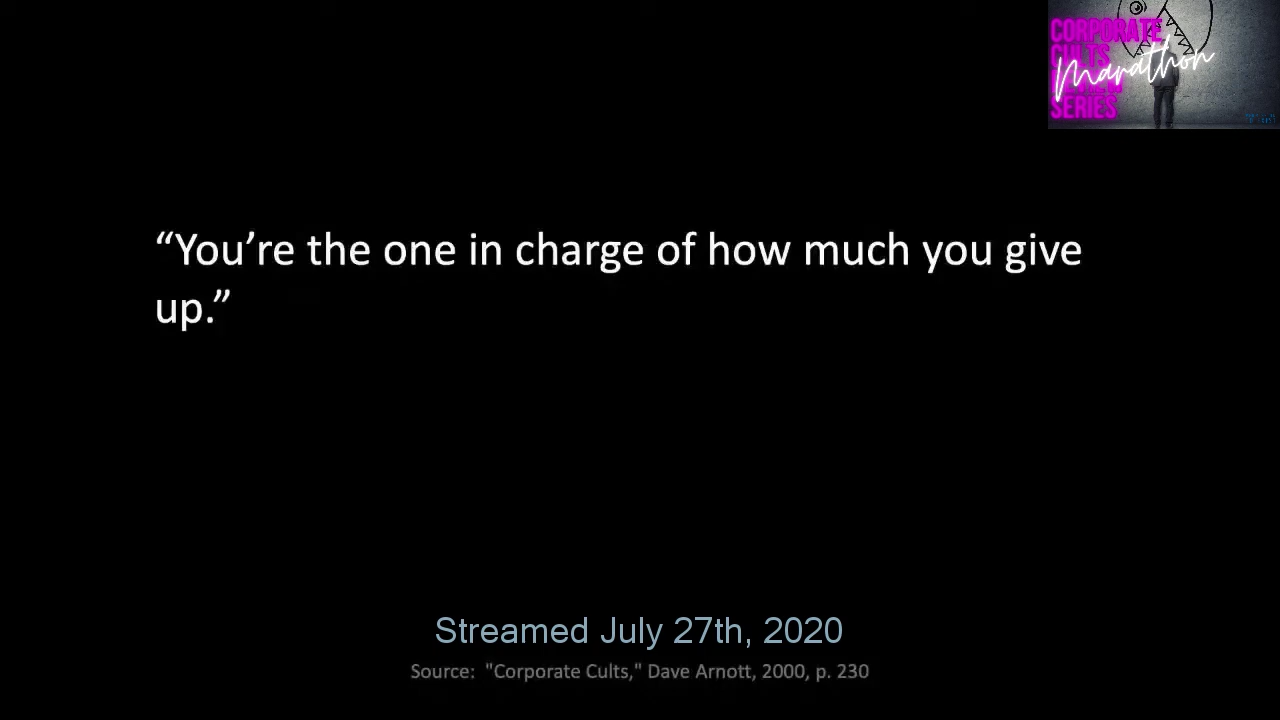 CORPORATE
CULTS
Marathon
SERIES
“You’re the one in charge of how much you give
up.”
Streamed July 27th, 2020
Source:  "Corporate Cults," Dave Arnott, 2000, p. 230